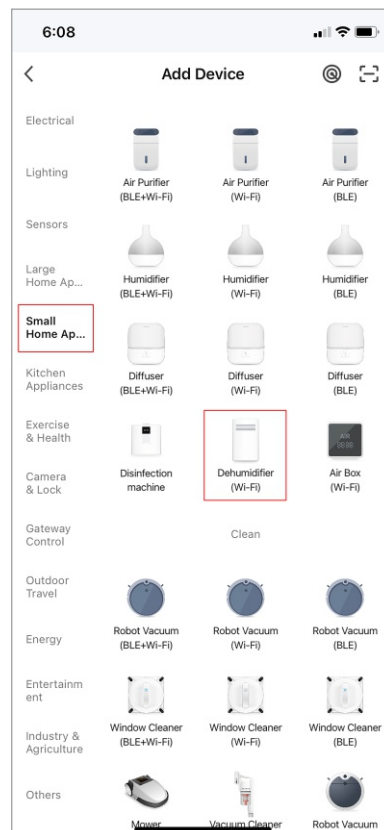 6:08
Add Device
Electrical
Lighting
Sensors
Large
Home Ap...
Small
Home Ap...
Kitchen
Appliances
Exercise
& Health
Camera
& Lock
Gateway
Control
Outdoor
Travel
Energy
Entertainm
ent
Industry &
Agriculture
Others
Air Purifier
(BLE+Wi-Fi)
Air Purifier
(Wi-Fi)
Air Purifier
(BLE)
Humidifier
(BLE+Wi-Fi)
Humidifier
(Wi-Fi)
Humidifier
(BLE)
Diffuser
(BLE+Wi-Fi)
Diffuser
(Wi-Fi)
Diffuser
(BLE)
Disinfection
machine
Dehumidifier
(Wi-Fi)
Air Box
(Wi-Fi)
Clean
Robot Vacuum
(BLE+Wi-Fi)
Robot Vacuum
(Wi-Fi)
Robot Vacuum
(BLE)
Window Cleaner
(BLE+Wi-Fi)
Window Cleaner
(Wi-Fi)
Window Cleaner
(BLE)
Mower
Vacuum Cleaner
Robot Vacuum